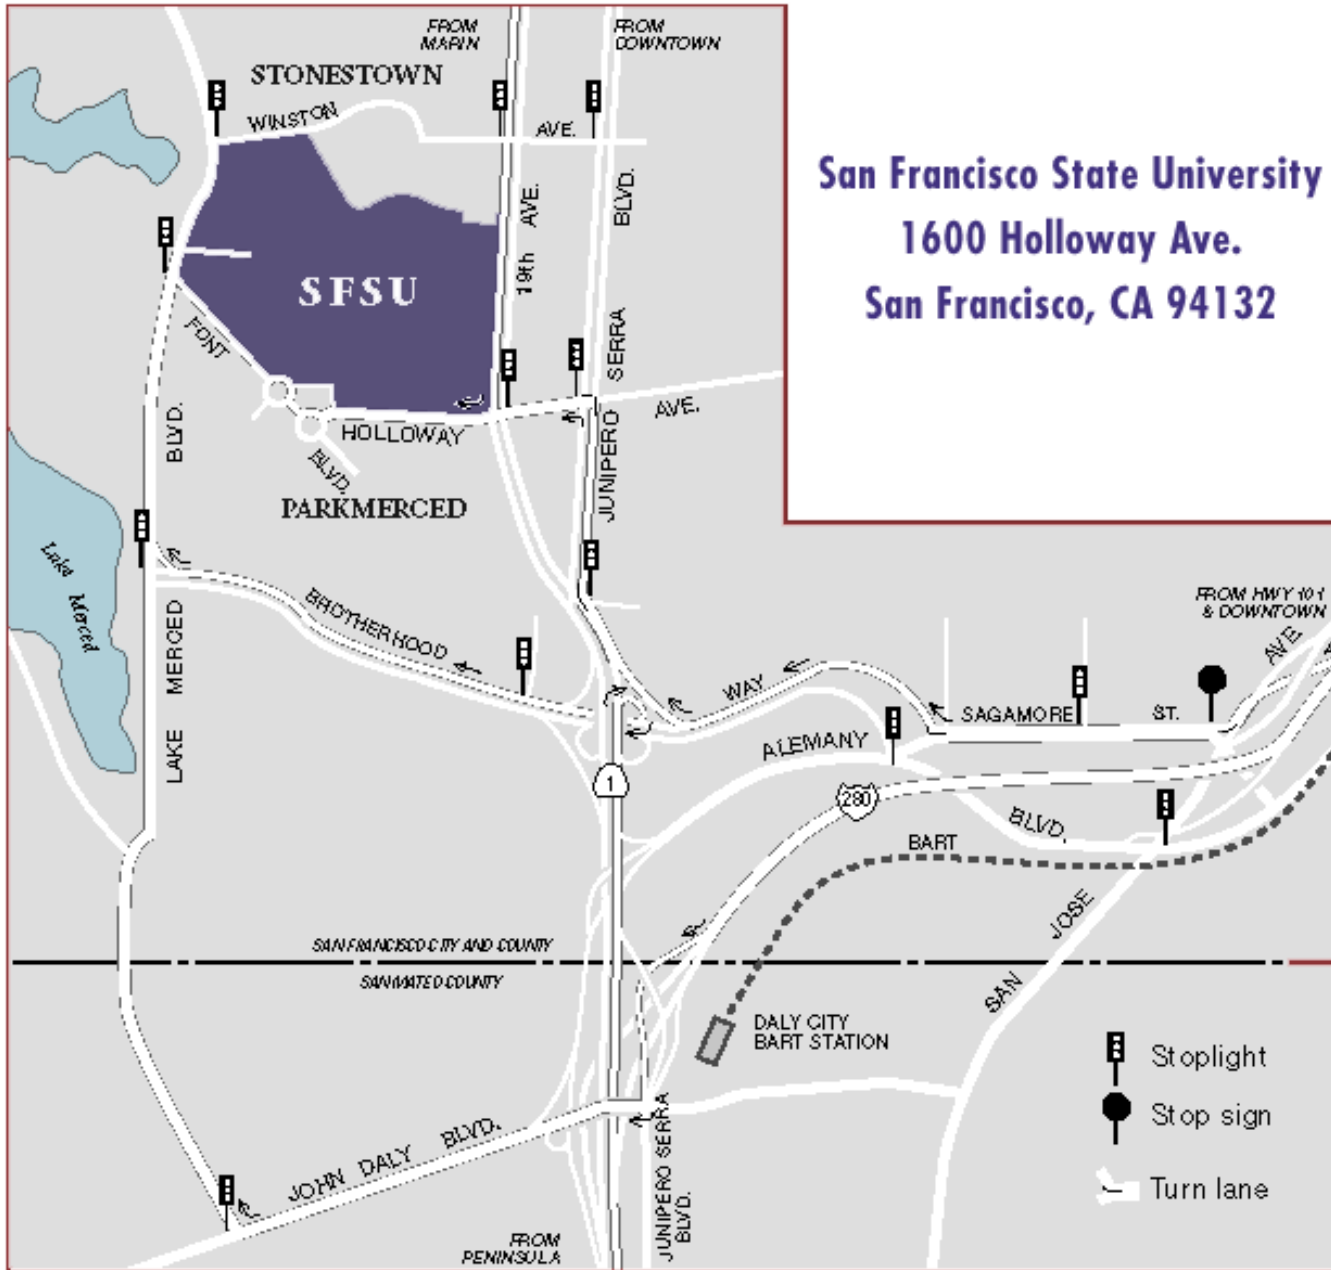 FROM
MARIN
FROM
DOWNTOWN
STONESTOWN
WINSTON
AVE.
San Francisco State University
1600 Holloway Ave.
San Francisco, CA 94132
BLVD.
AVE.
19th
SFSU
FONT
SERRA
AVE.
HOLLOWAY
BLVD.
BLVD.
JUNIPERO
PARKMERCED
Lake Merced
BROTHERHOOD
FROM HWY 101
& DOWNTOWN
AVE
MERCED
WAY
SAGAMORE
ST.
LAKE
ALEMANY
1
280
BLVD.
BART
JOSE
SAN FRANCISCO CITY AND COUNTY
SAN MATEO COUNTY
SAN
DALY CITY
BART STATION
Stoplight
Stop sign
Turn lane
JOHN DALY BLVD.
JUNIPERO SERRA
BLVD.
FROM
PENINSULA